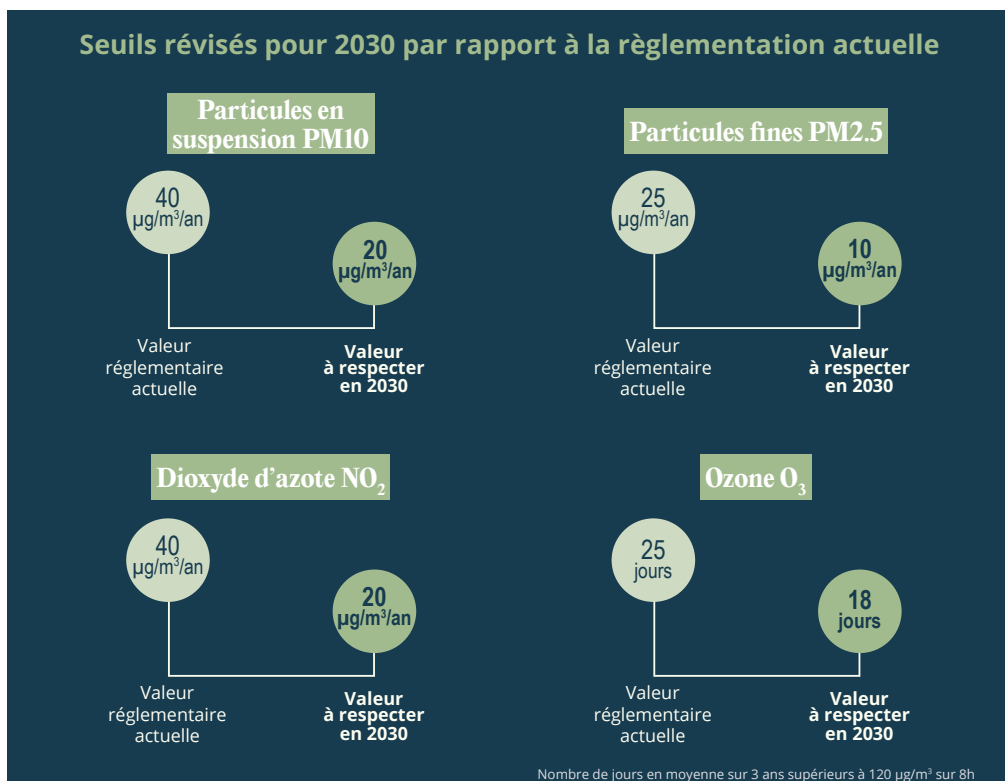 Seuils révisés pour 2030 par rapport à la règlementation actuelle
Particules en
suspension PM10
40
µg/m³/an
20
µg/m³/an
Valeur
réglementaire
actuelle
Valeur
à respecter
en 2030
Particules fines PM2.5
25
µg/m³/an
10
µg/m³/an
Valeur
réglementaire
actuelle
Valeur
à respecter
en 2030
Dioxyde d'azote NO₂
40
µg/m³/an
20
µg/m³/an
Valeur
réglementaire
actuelle
Valeur
à respecter
en 2030
Ozone O₃
25
jours
18
jours
Valeur
réglementaire
actuelle
Valeur
à respecter
en 2030
Nombre de jours en moyenne sur 3 ans supérieurs à 120 µg/m³ sur 8h